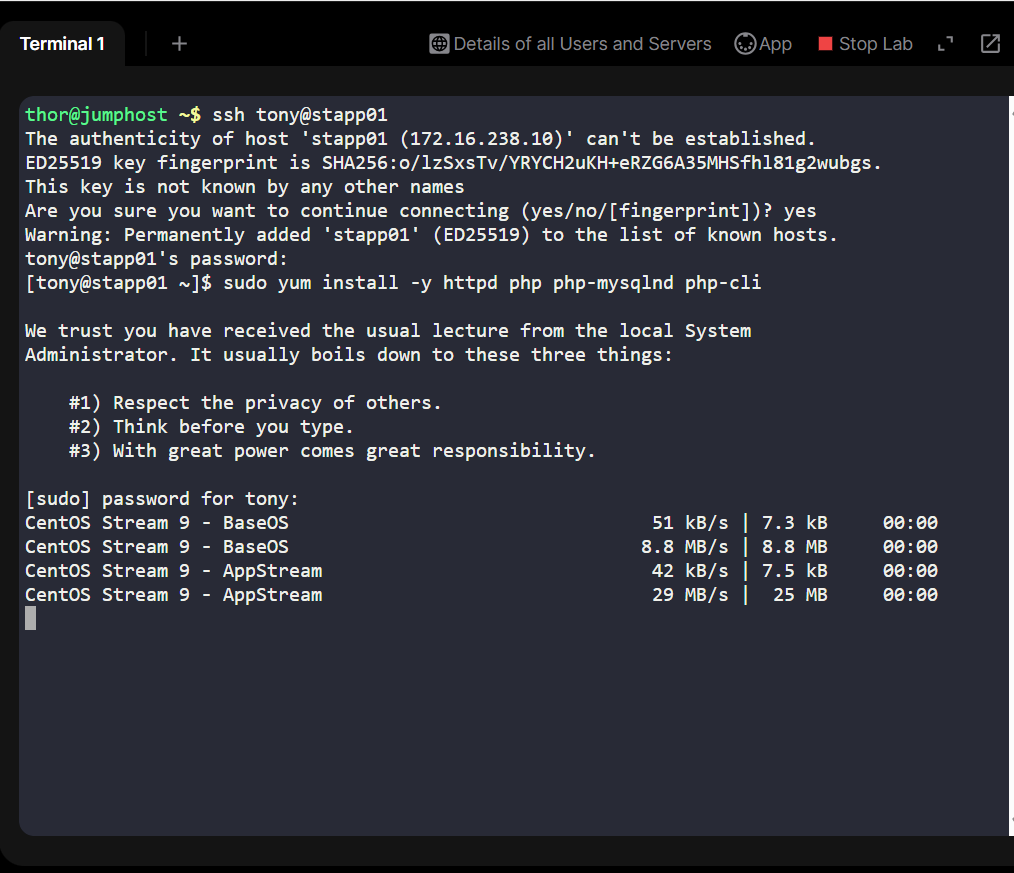 Terminal 1
+
Details of all Users and Servers
App
Stop Lab
thor@jumphost ~$ ssh tony@stapp01
The authenticity of host 'stapp01 (172.16.238.10)' can't be established.
ED25519 key fingerprint is SHA256:o/lzSxsTv/YRYCH2uKH+eRZG6A35MHSfhl81g2wubgs.
This key is not known by any other names
Are you sure you want to continue connecting (yes/no/[fingerprint])? yes
Warning: Permanently added 'stapp01' (ED25519) to the list of known hosts.
tony@stapp01's password:
[tony@stapp01 ~]$ sudo yum install -y httpd php php-mysqlnd php-cli
We trust you have received the usual lecture from the local System
Administrator. It usually boils down to these three things:
#1) Respect the privacy of others.
#2) Think before you type.
#3) With great power comes great responsibility.
[sudo] password for tony:
CentOS Stream 9 - BaseOS 51 kB/s | 7.3 kB 00:00
CentOS Stream 9 - BaseOS 8.8 MB/s | 8.8 MB 00:00
CentOS Stream 9 - AppStream 42 kB/s | 7.5 kB 00:00
CentOS Stream 9 - AppStream 29 MB/s | 25 MB 00:00